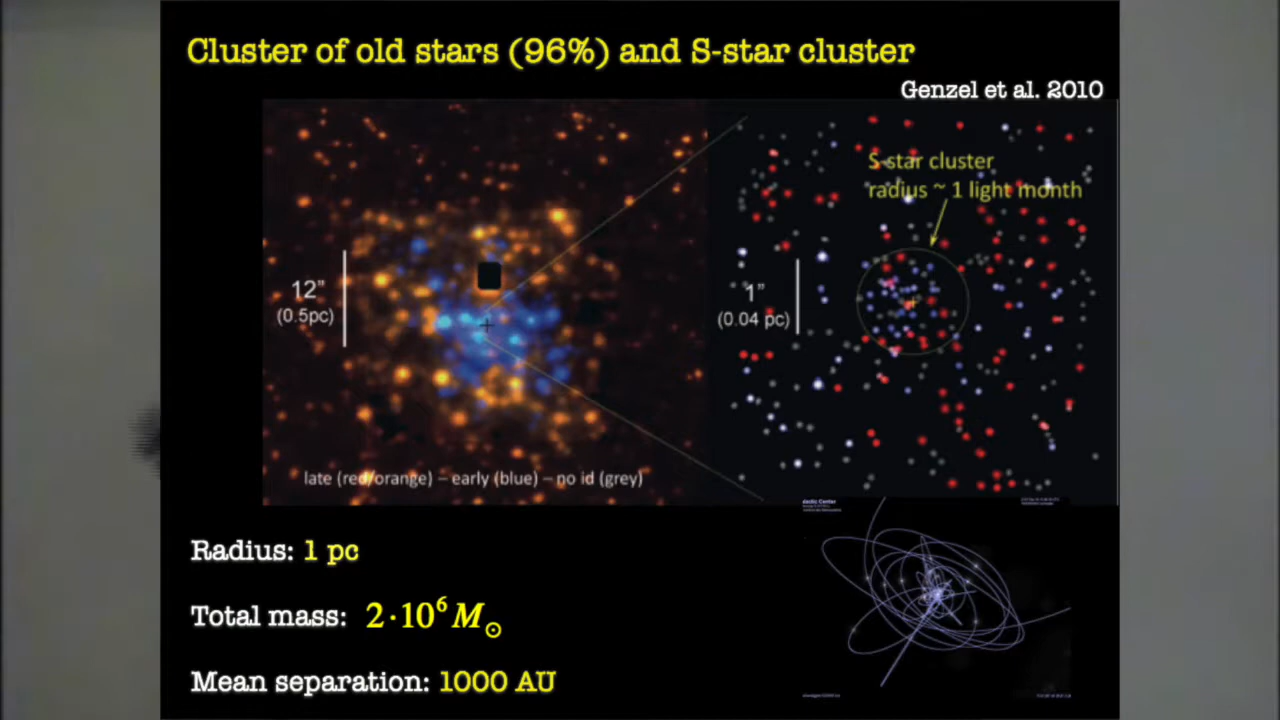 Cluster of old stars (96%) and S-star cluster
Genzel et al. 2010
S-star cluster
radius ~ 1 light month
12”
(0.5pc)
1”
(0.04 pc)
late (red/orange) – early (blue) – no id (grey)
Radius: 1 pc
Total mass: 2·10⁶ M⊙
Mean separation: 1000 AU